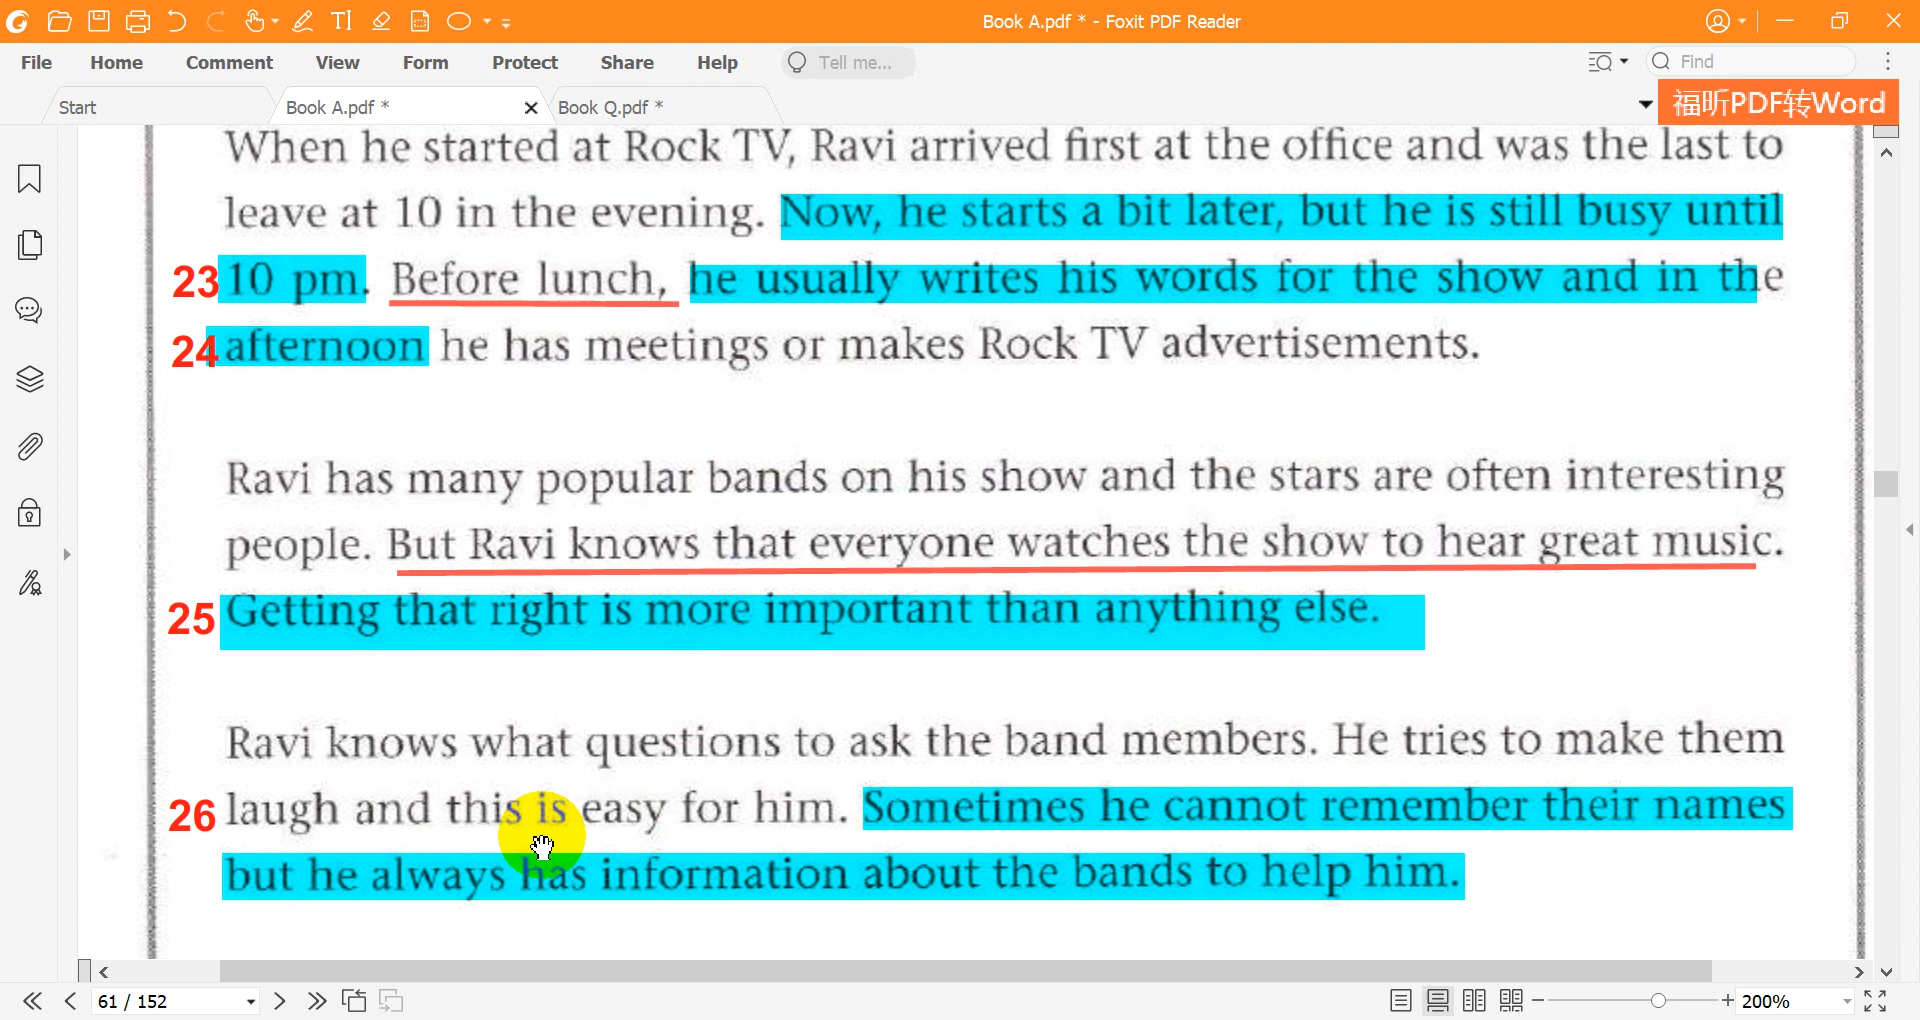 Book A.pdf * - Foxit PDF Reader
File Home Comment View Form Protect Share Help Tell me... Find
Start Book A.pdf * Book Q.pdf * 福昕PDF转Word
When he started at Rock TV, Ravi arrived first at the office and was the last to
leave at 10 in the evening. Now, he starts a bit later, but he is still busy until
23 10 pm. Before lunch, he usually writes his words for the show and in the
24 afternoon he has meetings or makes Rock TV advertisements.
Ravi has many popular bands on his show and the stars are often interesting
people. But Ravi knows that everyone watches the show to hear great music.
25 Getting that right is more important than anything else.
Ravi knows what questions to ask the band members. He tries to make them
26 laugh and this is easy for him. Sometimes he cannot remember their names
but he always has information about the bands to help him.
61 / 152 200%